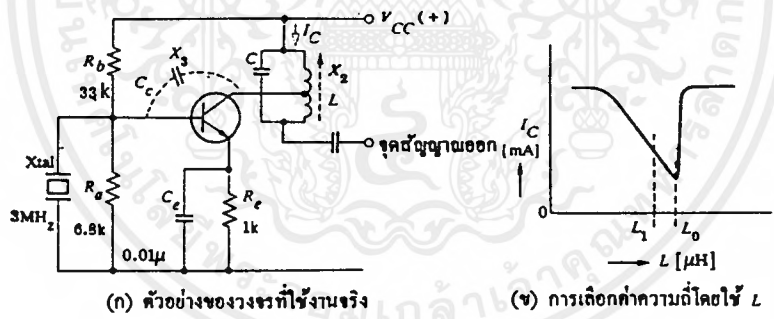 V_CC (+)
I_C
X_3
R_b
C_c
33 k
C
X_2
L
ขุดสัญญาณออก
Xtal
3MHz
R_a
6.8k
C_e
0.01μ
R_e
1k
(ก) ตัวอย่างของวงจรที่ใช้งานจริง
I_C
[mA]
0
L_1
L_0
L [μH]
(ข) การเลือกค่าความถี่โดยใช้ L